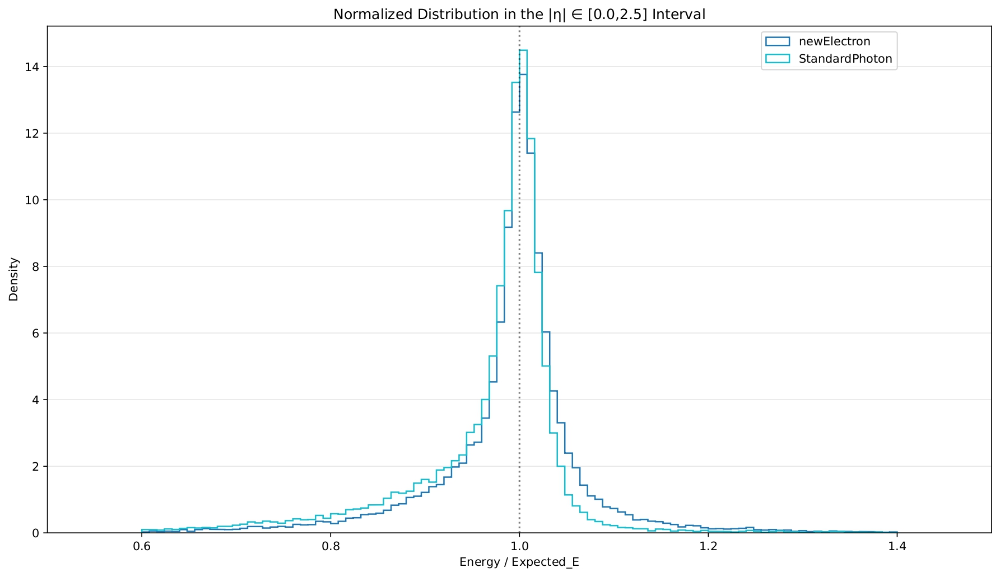 Normalized Distribution in the |η| ∈ [0.0,2.5] Interval
newElectron
StandardPhoton
14
12
10
8
6
4
2
0
Density
0.6 0.8 1.0 1.2 1.4
Energy / Expected_E